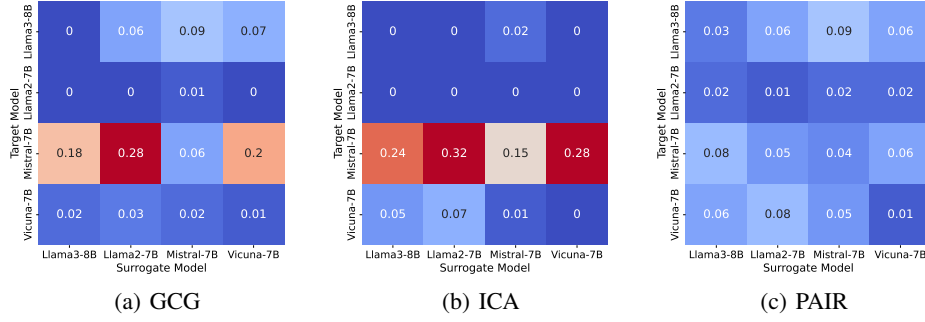 Target Model
Llama3-8B
Llama2-7B
Mistral-7B
Vicuna-7B
0 0.06 0.09 0.07
0 0 0.01 0
0.18 0.28 0.06 0.2
0.02 0.03 0.02 0.01
Llama3-8B Llama2-7B Mistral-7B Vicuna-7B
Surrogate Model
(a) GCG
Target Model
Llama3-8B
Llama2-7B
Mistral-7B
Vicuna-7B
0 0 0.02 0
0 0 0 0
0.24 0.32 0.15 0.28
0.05 0.07 0.01 0
Llama3-8B Llama2-7B Mistral-7B Vicuna-7B
Surrogate Model
(b) ICA
Target Model
Llama3-8B
Llama2-7B
Mistral-7B
Vicuna-7B
0.03 0.06 0.09 0.06
0.02 0.01 0.02 0.02
0.08 0.05 0.04 0.06
0.06 0.08 0.05 0.01
Llama3-8B Llama2-7B Mistral-7B Vicuna-7B
Surrogate Model
(c) PAIR